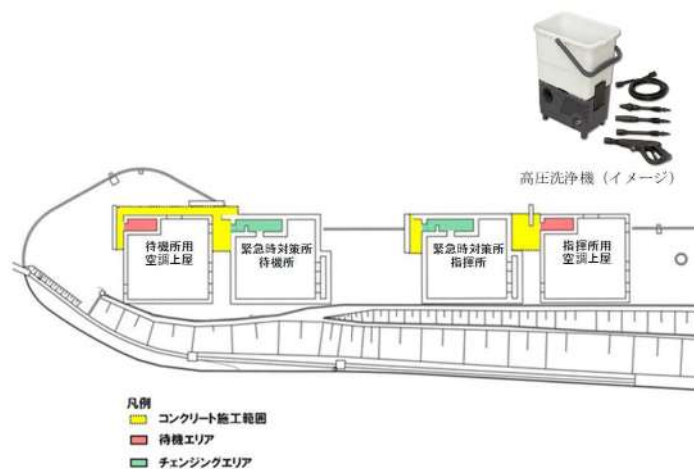 高圧洗浄機（イメージ）
待機所用
空調上屋
緊急時対策所
待機所
緊急時対策所
指揮所
指揮所用
空調上屋
凡例
コンクリート施工範囲
待機エリア
チェンジングエリア